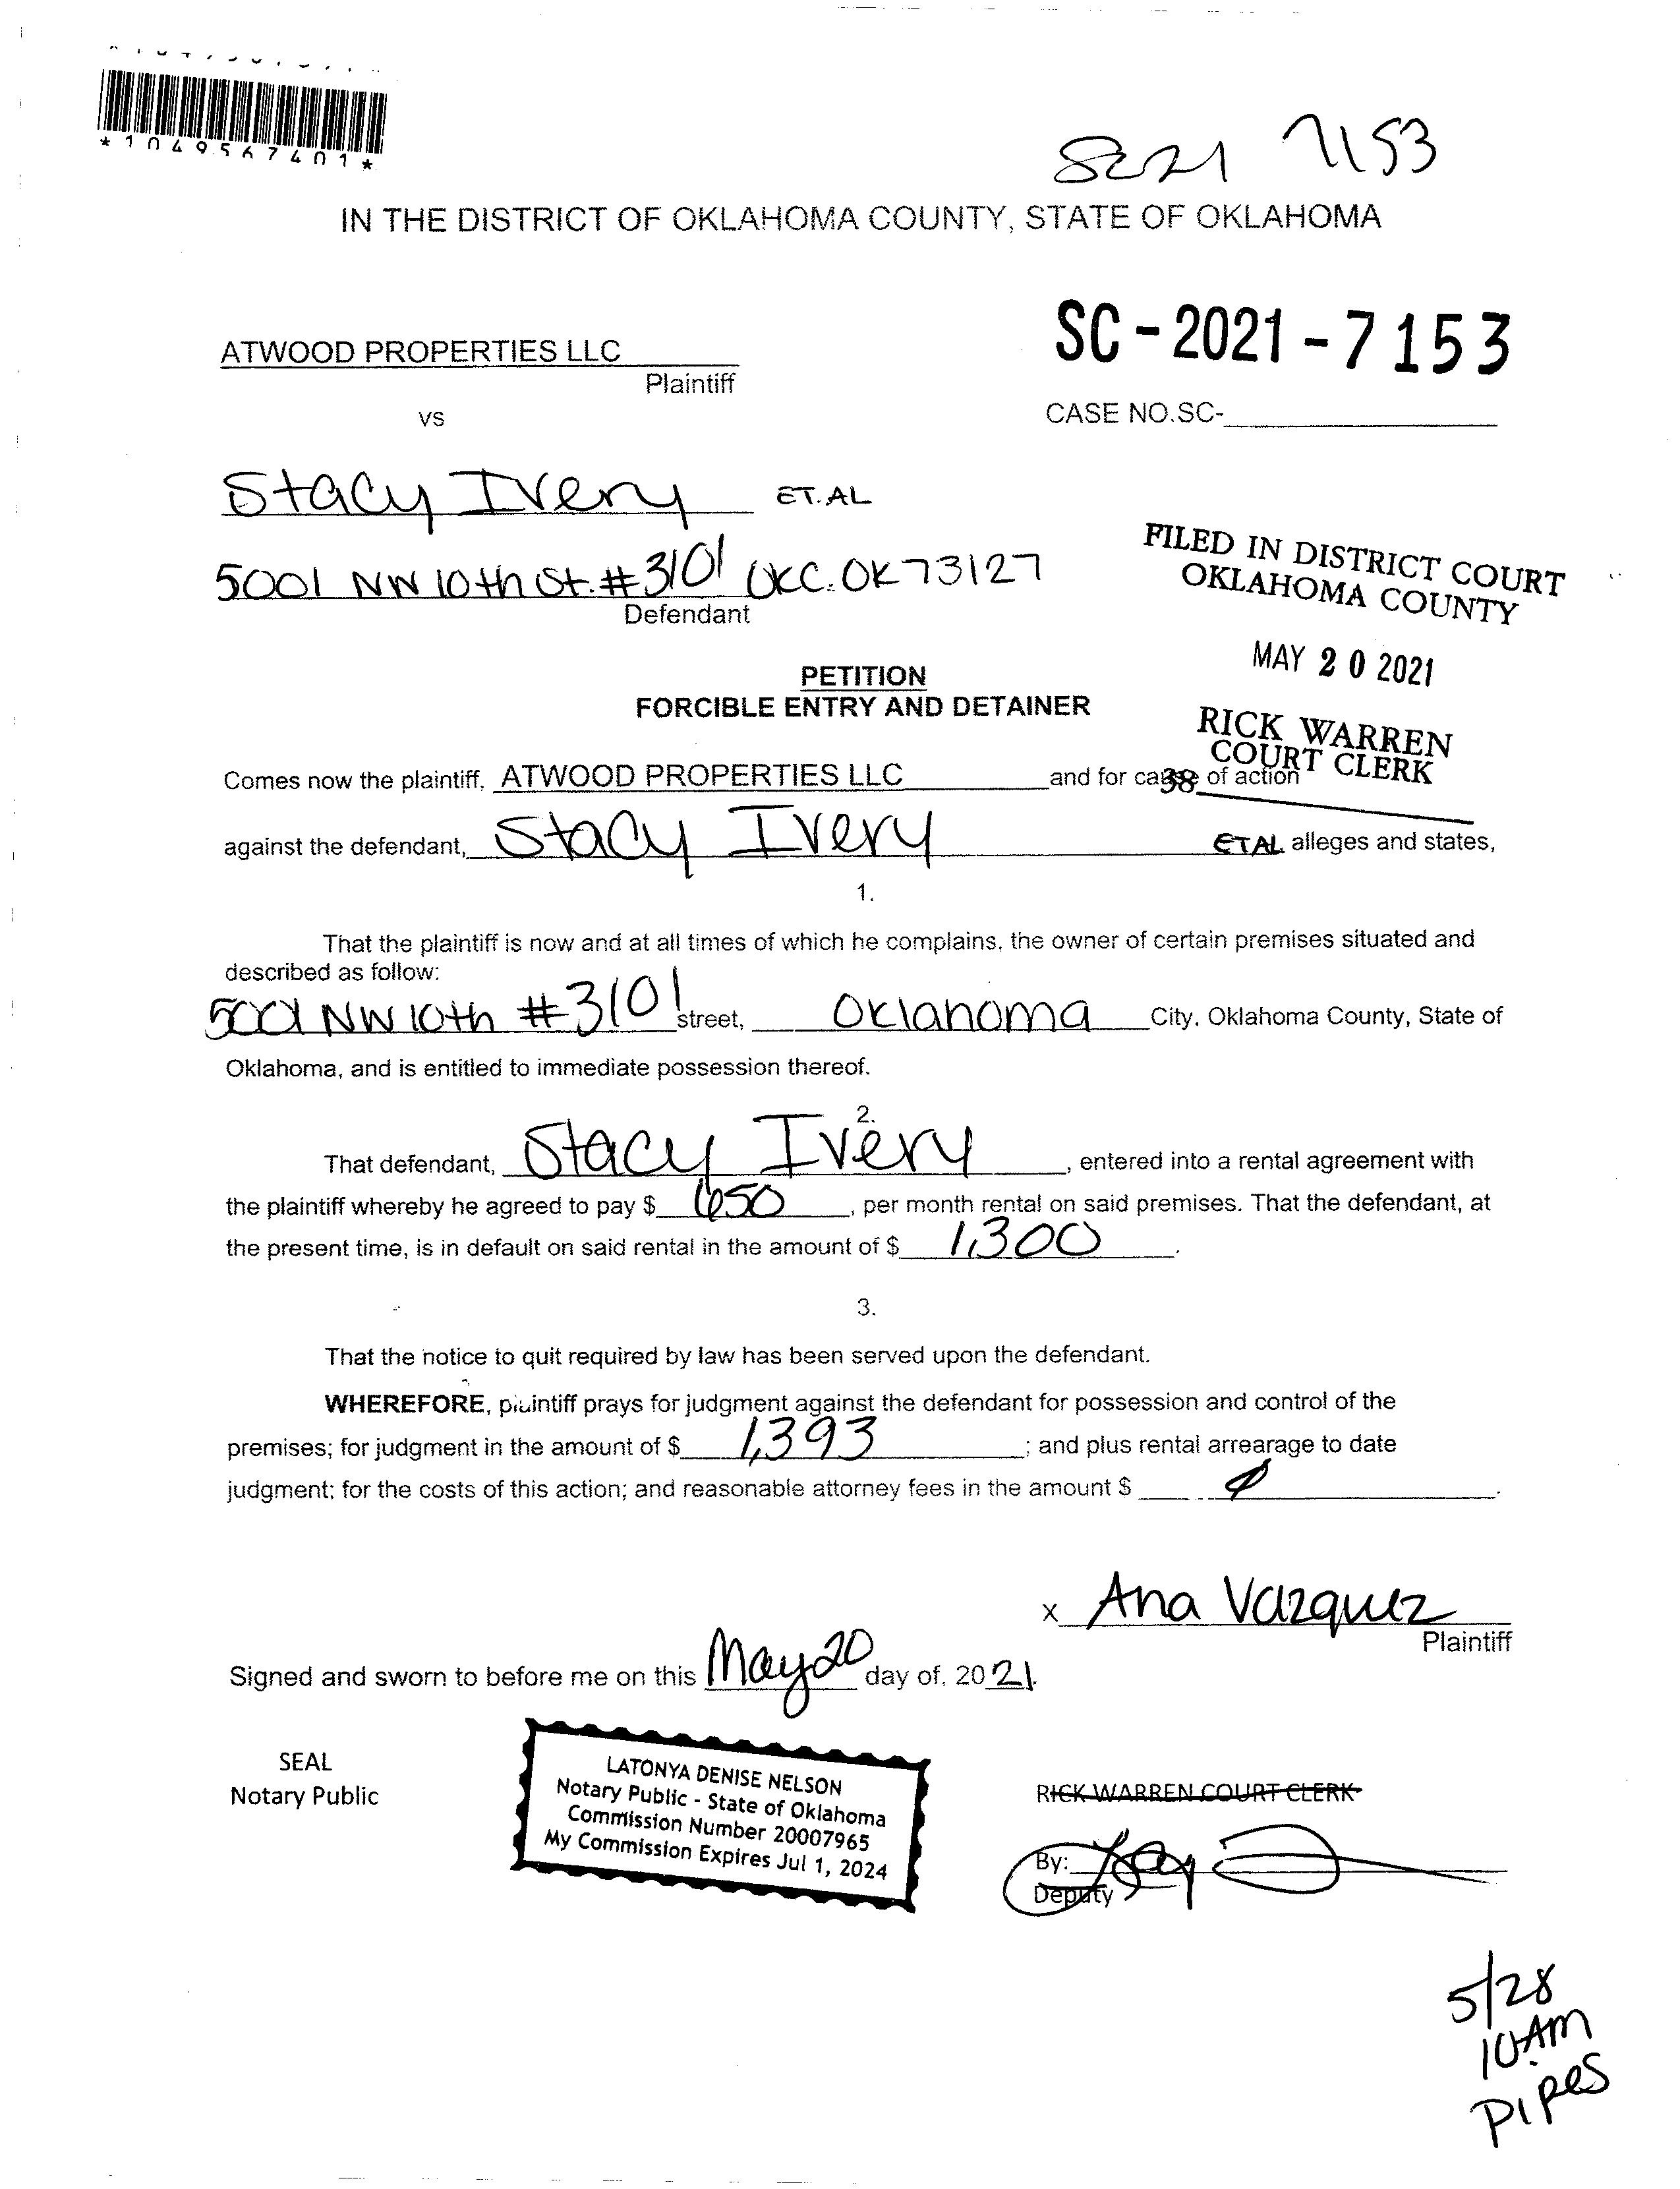 *1049567401*
SC21 7153
IN THE DISTRICT OF OKLAHOMA COUNTY, STATE OF OKLAHOMA
ATWOOD PROPERTIES LLC
Plaintiff
SC-2021-7153
vs
CASE NO.SC-
Stacy Ivery ET.AL
5001 NW 10th St. #3101 OKC. OK 73127
Defendant
FILED IN DISTRICT COURT
OKLAHOMA COUNTY
MAY 20 2021
RICK WARREN
COURT CLERK
38
PETITION
FORCIBLE ENTRY AND DETAINER
Comes now the plaintiff, ATWOOD PROPERTIES LLC and for cause of action
against the defendant, Stacy Ivery ETAL alleges and states,
1.
That the plaintiff is now and at all times of which he complains, the owner of certain premises situated and
described as follow:
5001 NW 10th #3101 street, Oklahoma City, Oklahoma County, State of
Oklahoma, and is entitled to immediate possession thereof.
2.
That defendant, Stacy Ivery, entered into a rental agreement with
the plaintiff whereby he agreed to pay $ 650, per month rental on said premises. That the defendant, at
the present time, is in default on said rental in the amount of $ 1,300.
3.
That the notice to quit required by law has been served upon the defendant.
WHEREFORE, plaintiff prays for judgment against the defendant for possession and control of the
premises; for judgment in the amount of $ 1,393; and plus rental arrearage to date
judgment; for the costs of this action; and reasonable attorney fees in the amount $ 0.
x Ana Vazquez
Plaintiff
Signed and sworn to before me on this May 20 day of, 2021.
SEAL
Notary Public
LATONYA DENISE NELSON
Notary Public - State of Oklahoma
Commission Number 20007965
My Commission Expires Jul 1, 2024
RICK WARREN COURT CLERK
By:
Deputy
5/28
10AM
Pipes